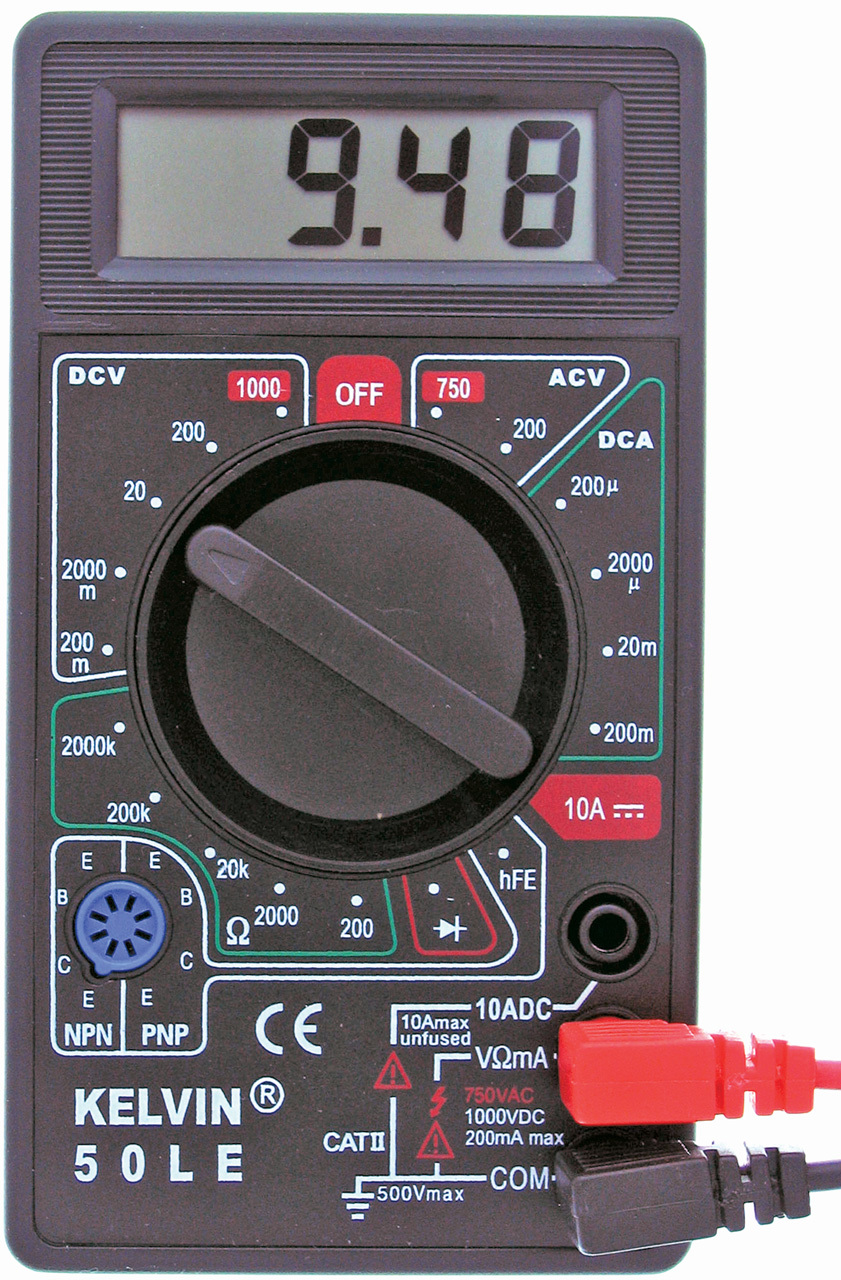 9.48
DCV
1000
OFF
750
ACV
200
200
DCA
20
200µ
2000
m
2000
µ
200
m
20m
2000k
200m
200k
10A
20k
hFE
Ω
2000
200
E
E
B
B
C
C
E
E
NPN
PNP
CE
10ADC
10Amax
unfused
VΩmA
KELVIN®
50LE
750VAC
1000VDC
200mA max
CAT II
COM
500Vmax